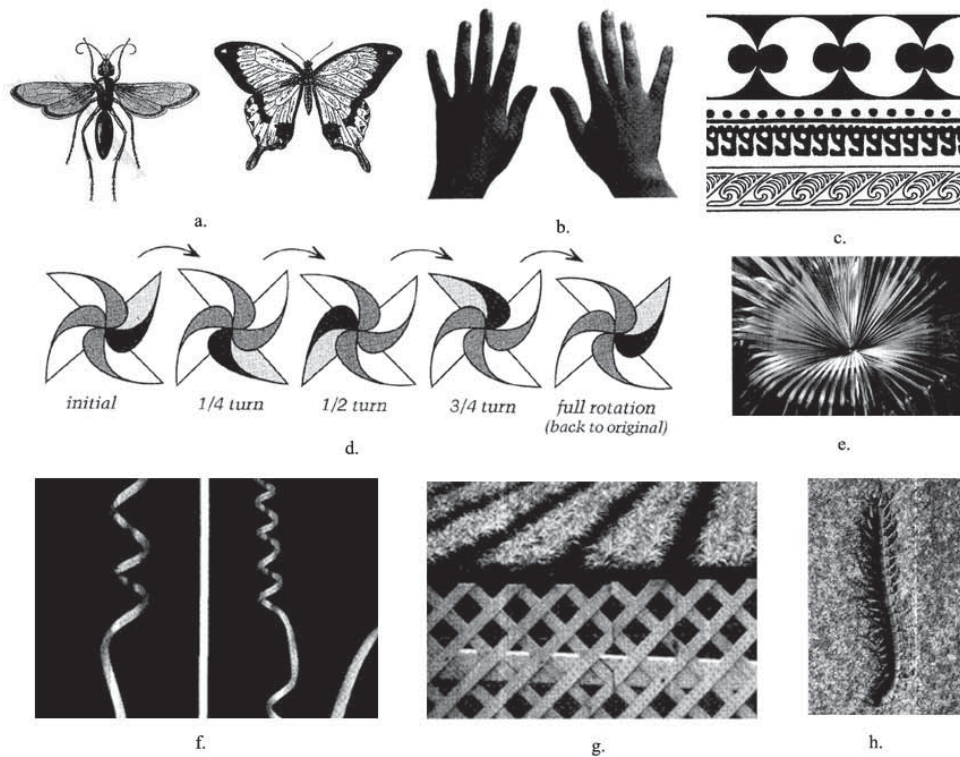 a.
b.
c.
initial
1/4 turn
1/2 turn
3/4 turn
full rotation
(back to original)
d.
e.
f.
g.
h.